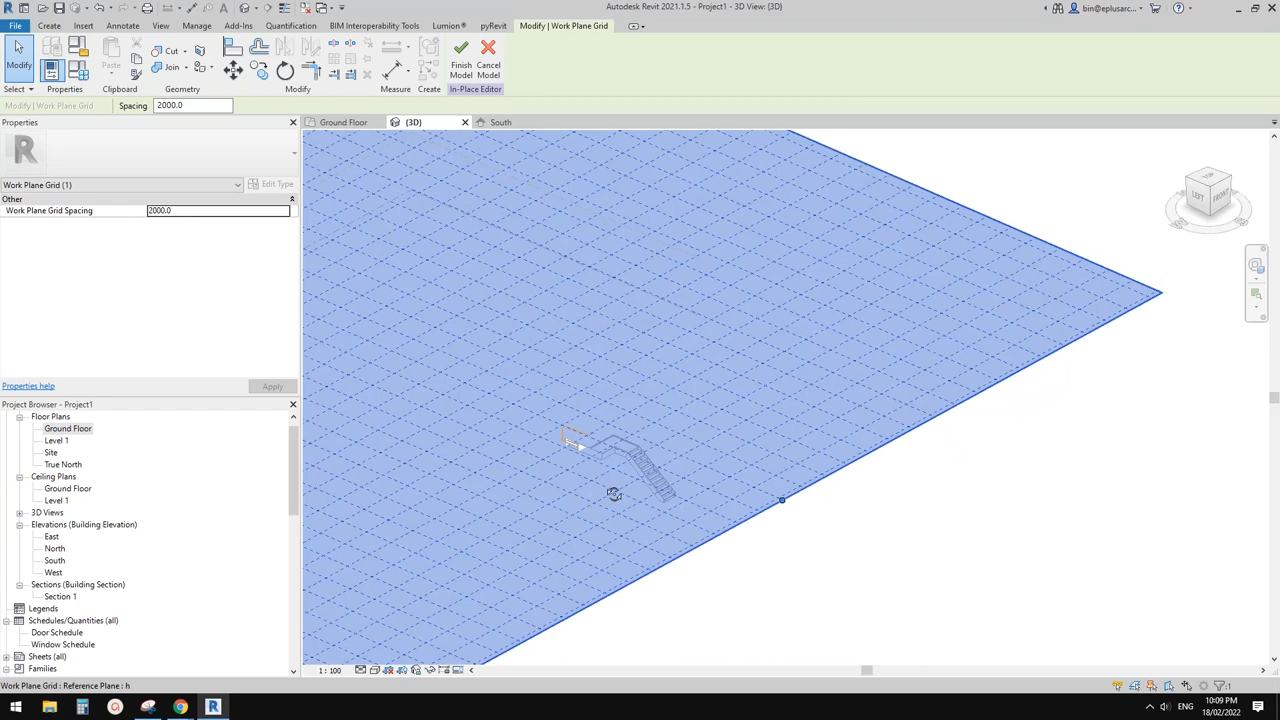 Autodesk Revit 2021.1.5 - Project1 - 3D View: {3D}
bin@eplusarc...
File
Create
Insert
Annotate
View
Manage
Add-Ins
Quantification
BIM Interoperability Tools
Lumion®
pyRevit
Modify | Work Plane Grid
Modify
Paste
Cut
Join
Finish
Model
Cancel
Model
Select
Properties
Clipboard
Geometry
Modify
Measure
Create
In-Place Editor
Modify | Work Plane Grid
Spacing
2000.0
Properties
Ground Floor
{3D}
South
Work Plane Grid (1)
Edit Type
Other
Work Plane Grid Spacing
2000.0
TOP
LEFT
FRONT
Properties help
Apply
Project Browser - Project1
Floor Plans
Ground Floor
Level 1
Site
True North
Ceiling Plans
Ground Floor
Level 1
3D Views
Elevations (Building Elevation)
East
North
South
West
Sections (Building Section)
Section 1
Legends
Schedules/Quantities (all)
Door Schedule
Window Schedule
Sheets (all)
Families
1 : 100
Work Plane Grid : Reference Plane : h
:1
ENG
10:09 PM
18/02/2022